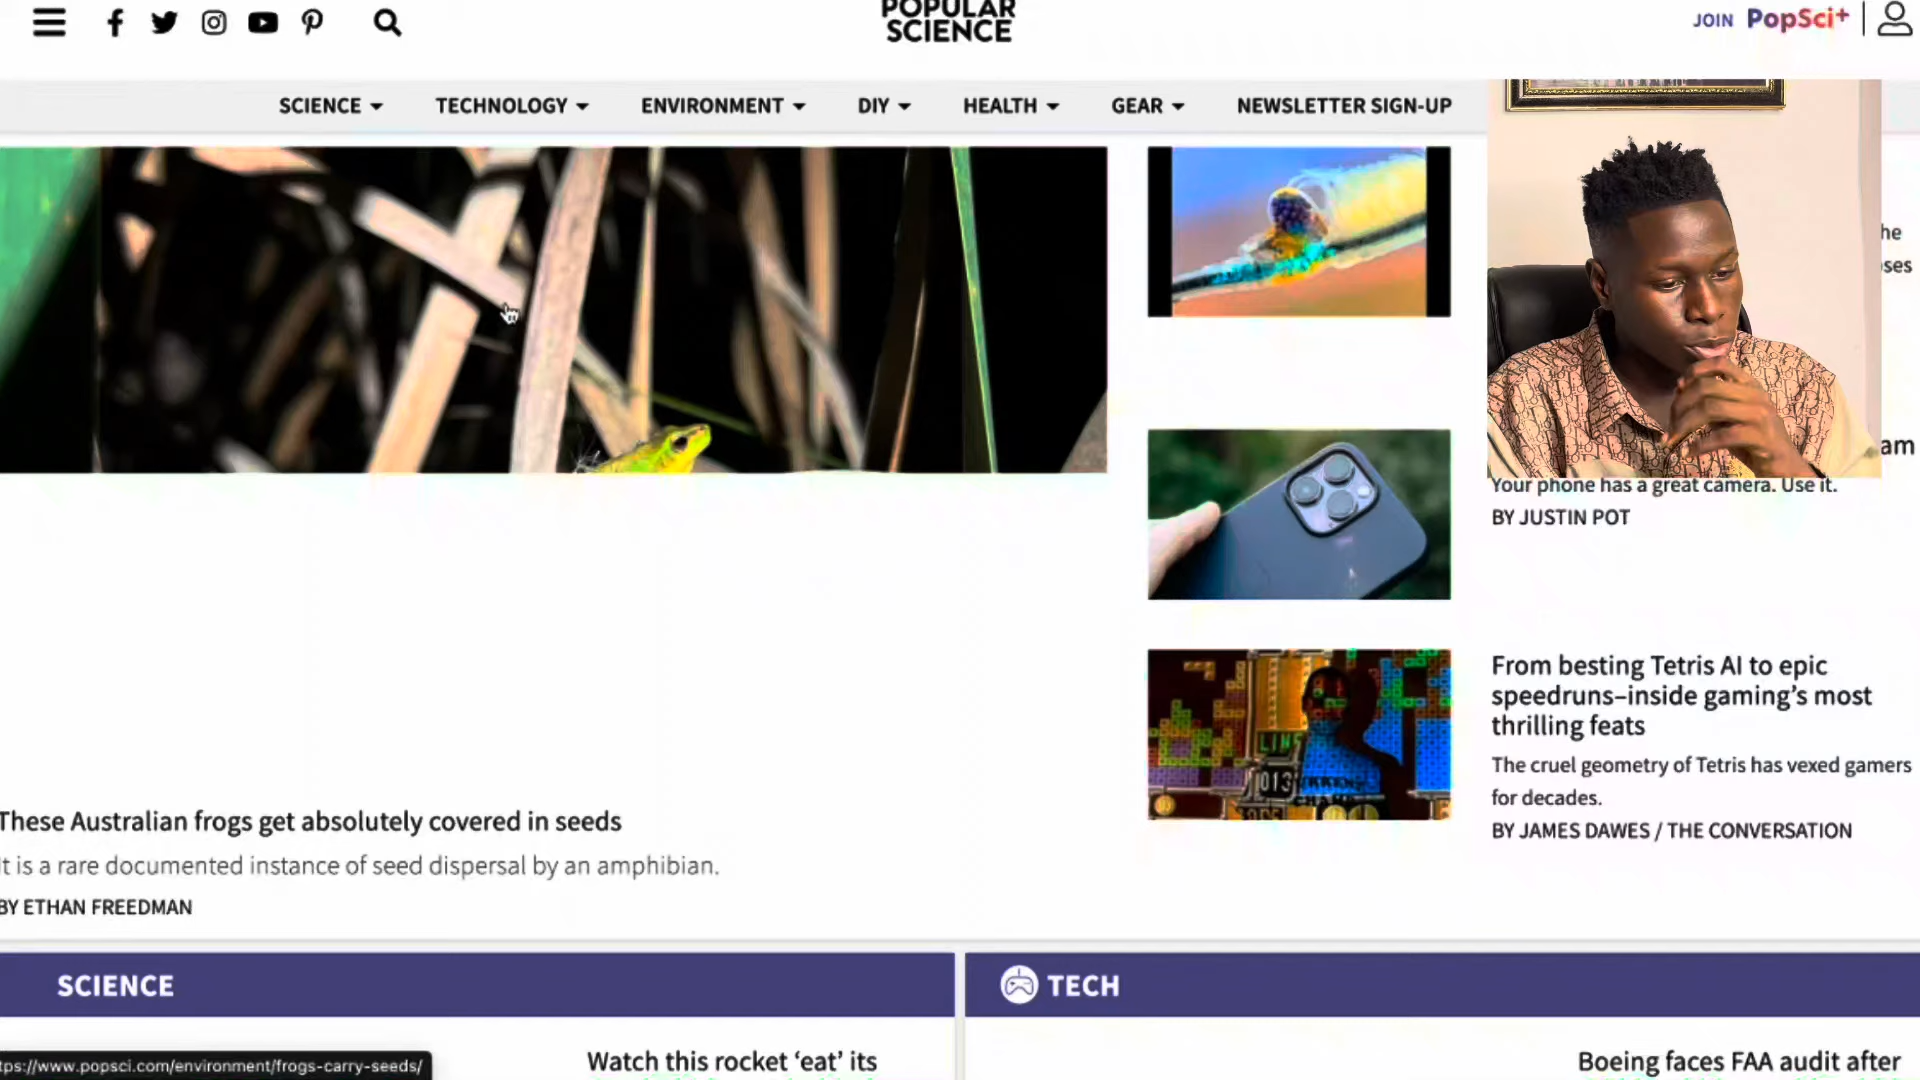 POPULAR
SCIENCE
JOIN PopSci+
SCIENCE
TECHNOLOGY
ENVIRONMENT
DIY
HEALTH
GEAR
NEWSLETTER SIGN-UP
he
ses
am
Your phone has a great camera. Use it.
BY JUSTIN POT
LINE
013
From besting Tetris AI to epic
speedruns–inside gaming’s most
thrilling feats
The cruel geometry of Tetris has vexed gamers
for decades.
BY JAMES DAWES / THE CONVERSATION
These Australian frogs get absolutely covered in seeds
It is a rare documented instance of seed dispersal by an amphibian.
BY ETHAN FREEDMAN
SCIENCE
TECH
Watch this rocket ‘eat’ its
Boeing faces FAA audit after
tps://www.popsci.com/environment/frogs-carry-seeds/